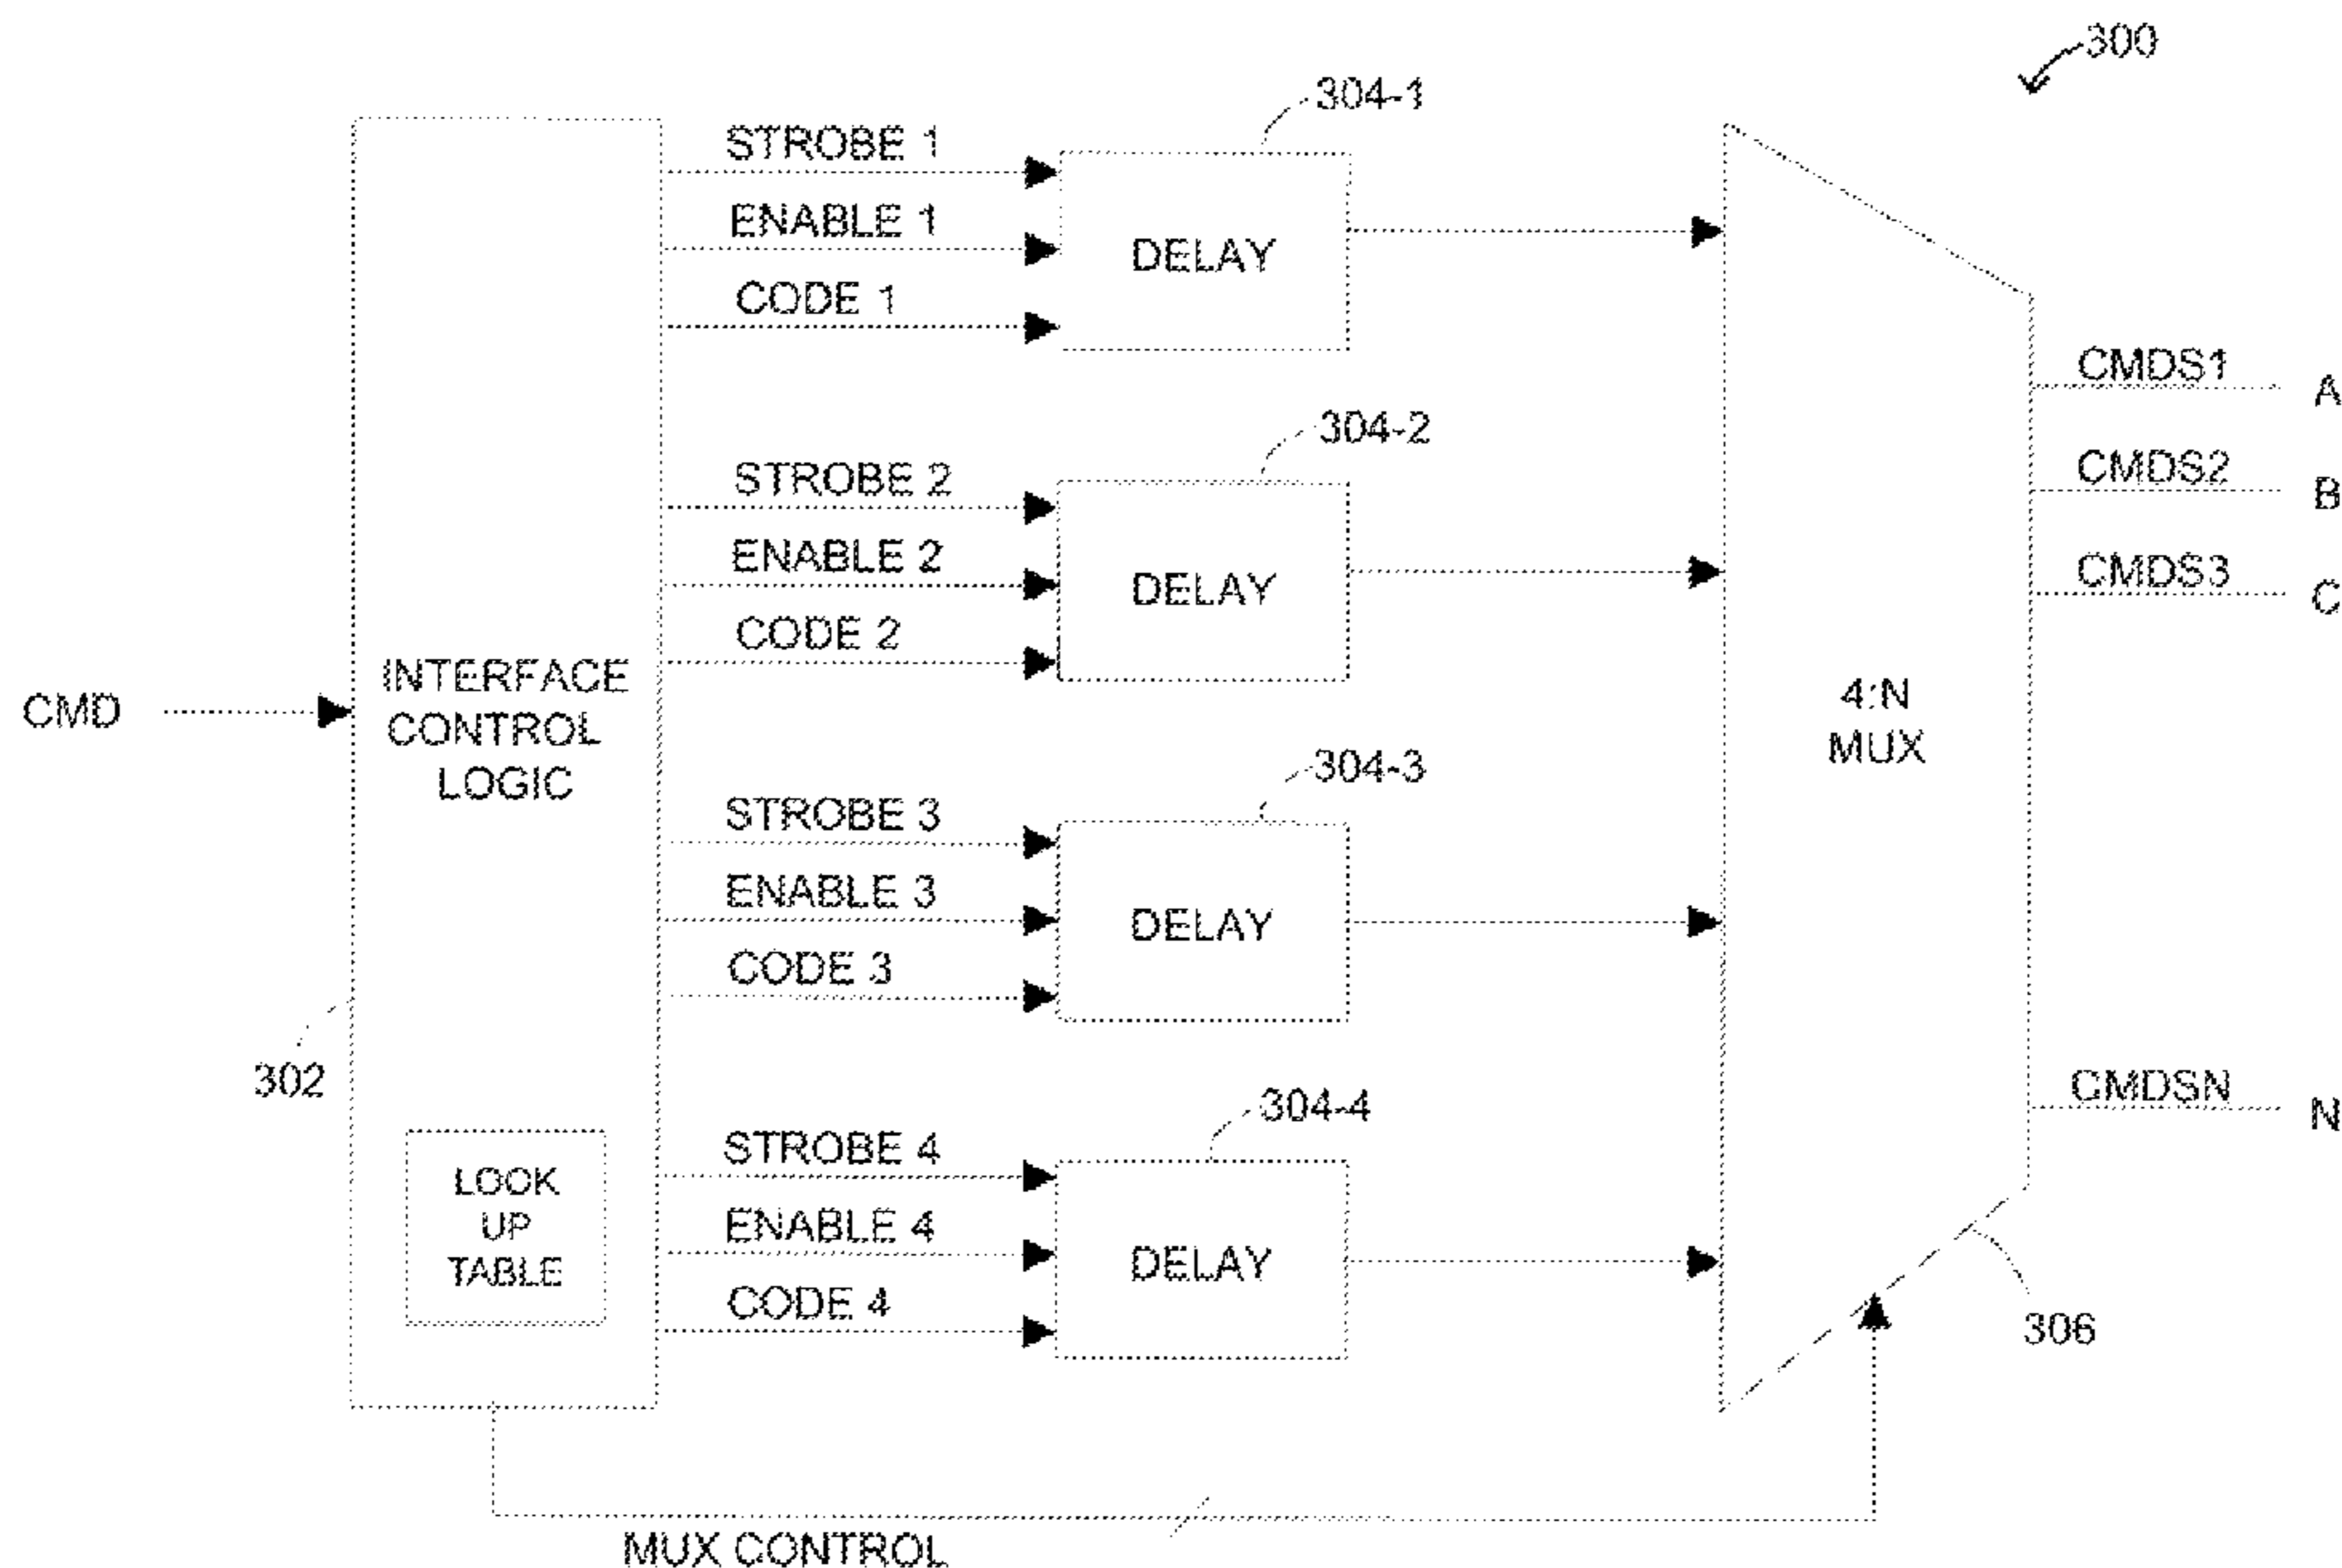 300
304-1
STROBE 1
ENABLE 1
DELAY
CODE 1
CMDS1
A
304-2
CMDS2
STROBE 2
B
ENABLE 2
DELAY
CMDS3
C
CODE 2
INTERFACE
CONTROL
LOGIC
CMD
4:N
MUX
304-3
STROBE 3
ENABLE 3
DELAY
CODE 3
302
CMDSN
N
304-4
STROBE 4
LOOK
UP
TABLE
ENABLE 4
DELAY
CODE 4
306
MUX CONTROL